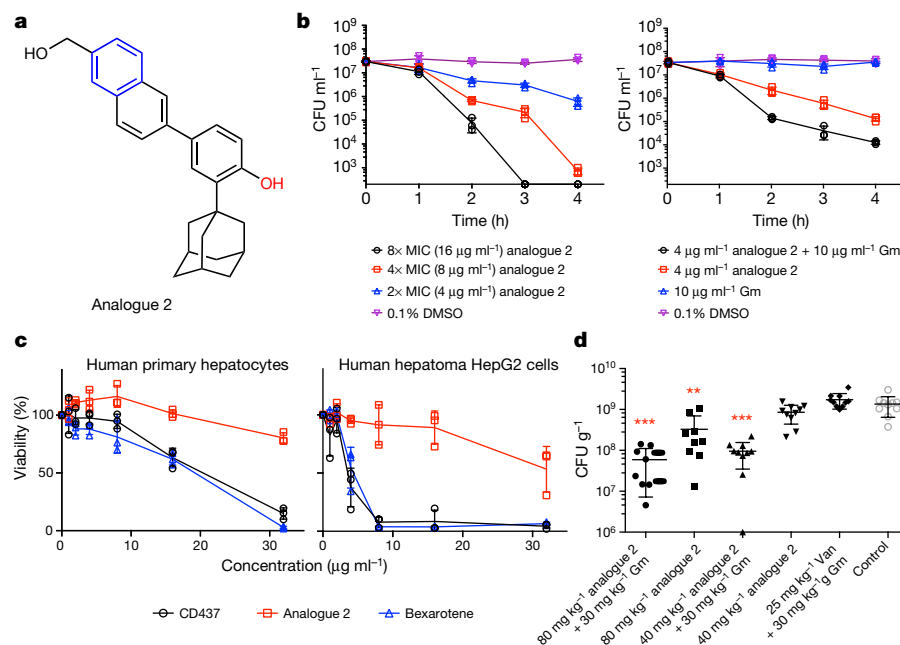 a
HO
OH
Analogue 2
b
CFU ml⁻¹
10⁸
10⁷
10⁶
10⁵
10⁴
10³
0 1 2 3 4
Time (h)
8× MIC (16 μg ml⁻¹) analogue 2
4× MIC (8 μg ml⁻¹) analogue 2
2× MIC (4 μg ml⁻¹) analogue 2
0.1% DMSO
CFU ml⁻¹
10⁹
10⁸
10⁷
10⁶
10⁵
10⁴
10³
0 1 2 3 4
Time (h)
4 μg ml⁻¹ analogue 2 + 10 μg ml⁻¹ Gm
4 μg ml⁻¹ analogue 2
10 μg ml⁻¹ Gm
0.1% DMSO
c
Human primary hepatocytes
Human hepatoma HepG2 cells
Viability (%)
100
50
0
0 10 20 30
0 10 20 30
Concentration (μg ml⁻¹)
CD437
Analogue 2
Bexarotene
d
CFU g⁻¹
10¹⁰
10⁹
10⁸
10⁷
10⁶
***
**
***
80 mg kg⁻¹ analogue 2
+ 30 mg kg⁻¹ Gm
80 mg kg⁻¹ analogue 2
40 mg kg⁻¹ analogue 2
+ 30 mg kg⁻¹ Gm
40 mg kg⁻¹ analogue 2
25 mg kg⁻¹ Van
+ 30 mg kg⁻¹g Gm
Control